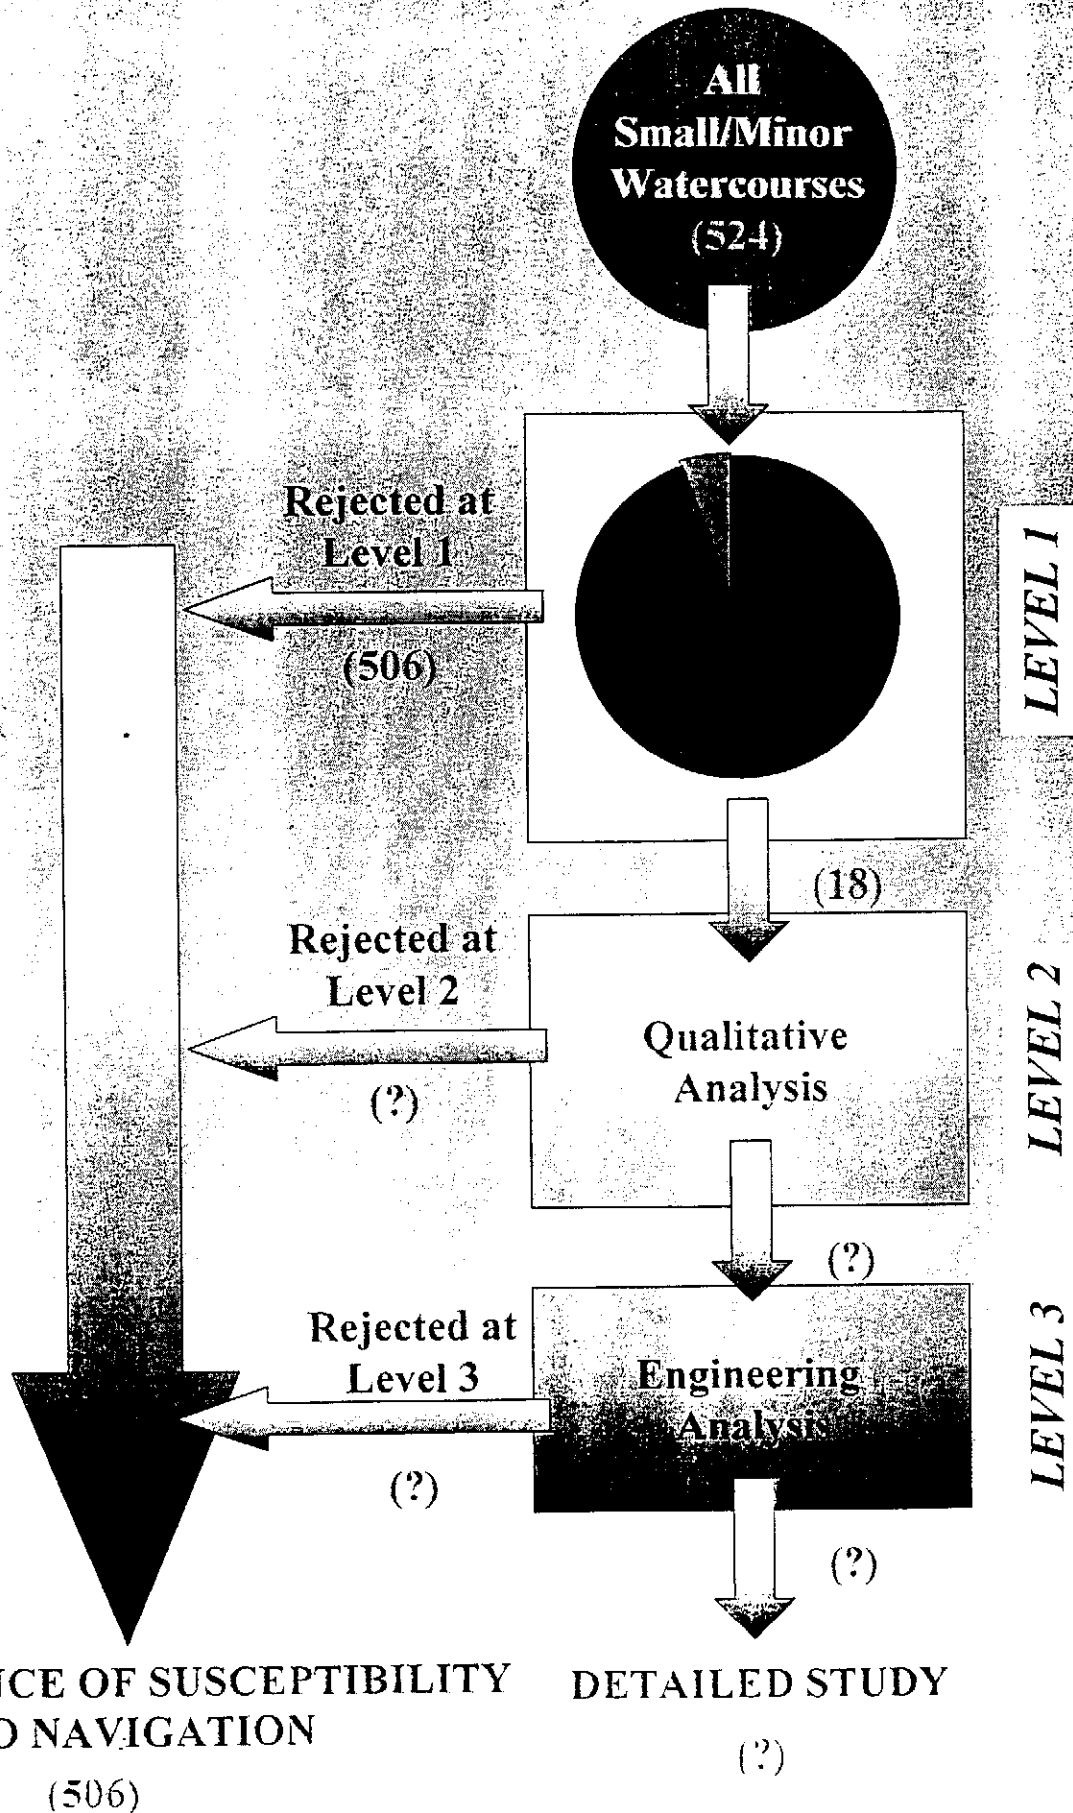 All
Small/Minor
Watercourses
(524)
Rejected at
Level 1
(506)
LEVEL 1
(18)
Rejected at
Level 2
(?)
Qualitative
Analysis
LEVEL 2
(?)
Rejected at
Level 3
(?)
Engineering
Analysis
LEVEL 3
(?)
NCE OF SUSCEPTIBILITY
O NAVIGATION
(506)
DETAILED STUDY
(?)